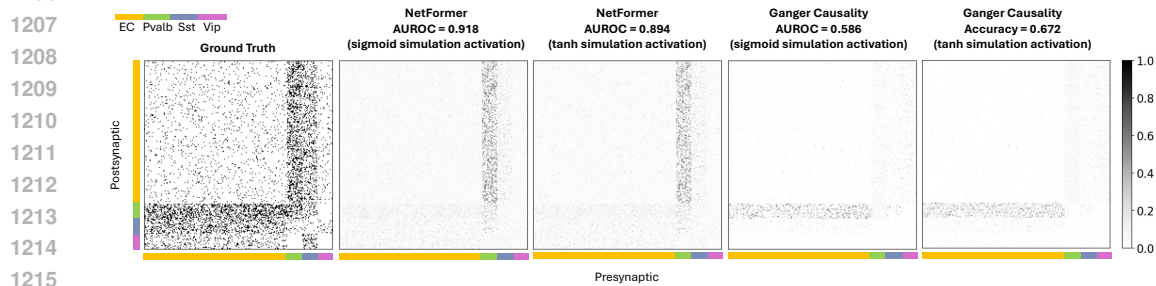 1207
1208
1209
1210
1211
1212
1213
1214
1215
EC Pvalb Sst Vip
Ground Truth
NetFormer
AUROC = 0.918
(sigmoid simulation activation)
NetFormer
AUROC = 0.894
(tanh simulation activation)
Ganger Causality
AUROC = 0.586
(sigmoid simulation activation)
Ganger Causality
Accuracy = 0.672
(tanh simulation activation)
Postsynaptic
Presynaptic
1.0
0.8
0.6
0.4
0.2
0.0